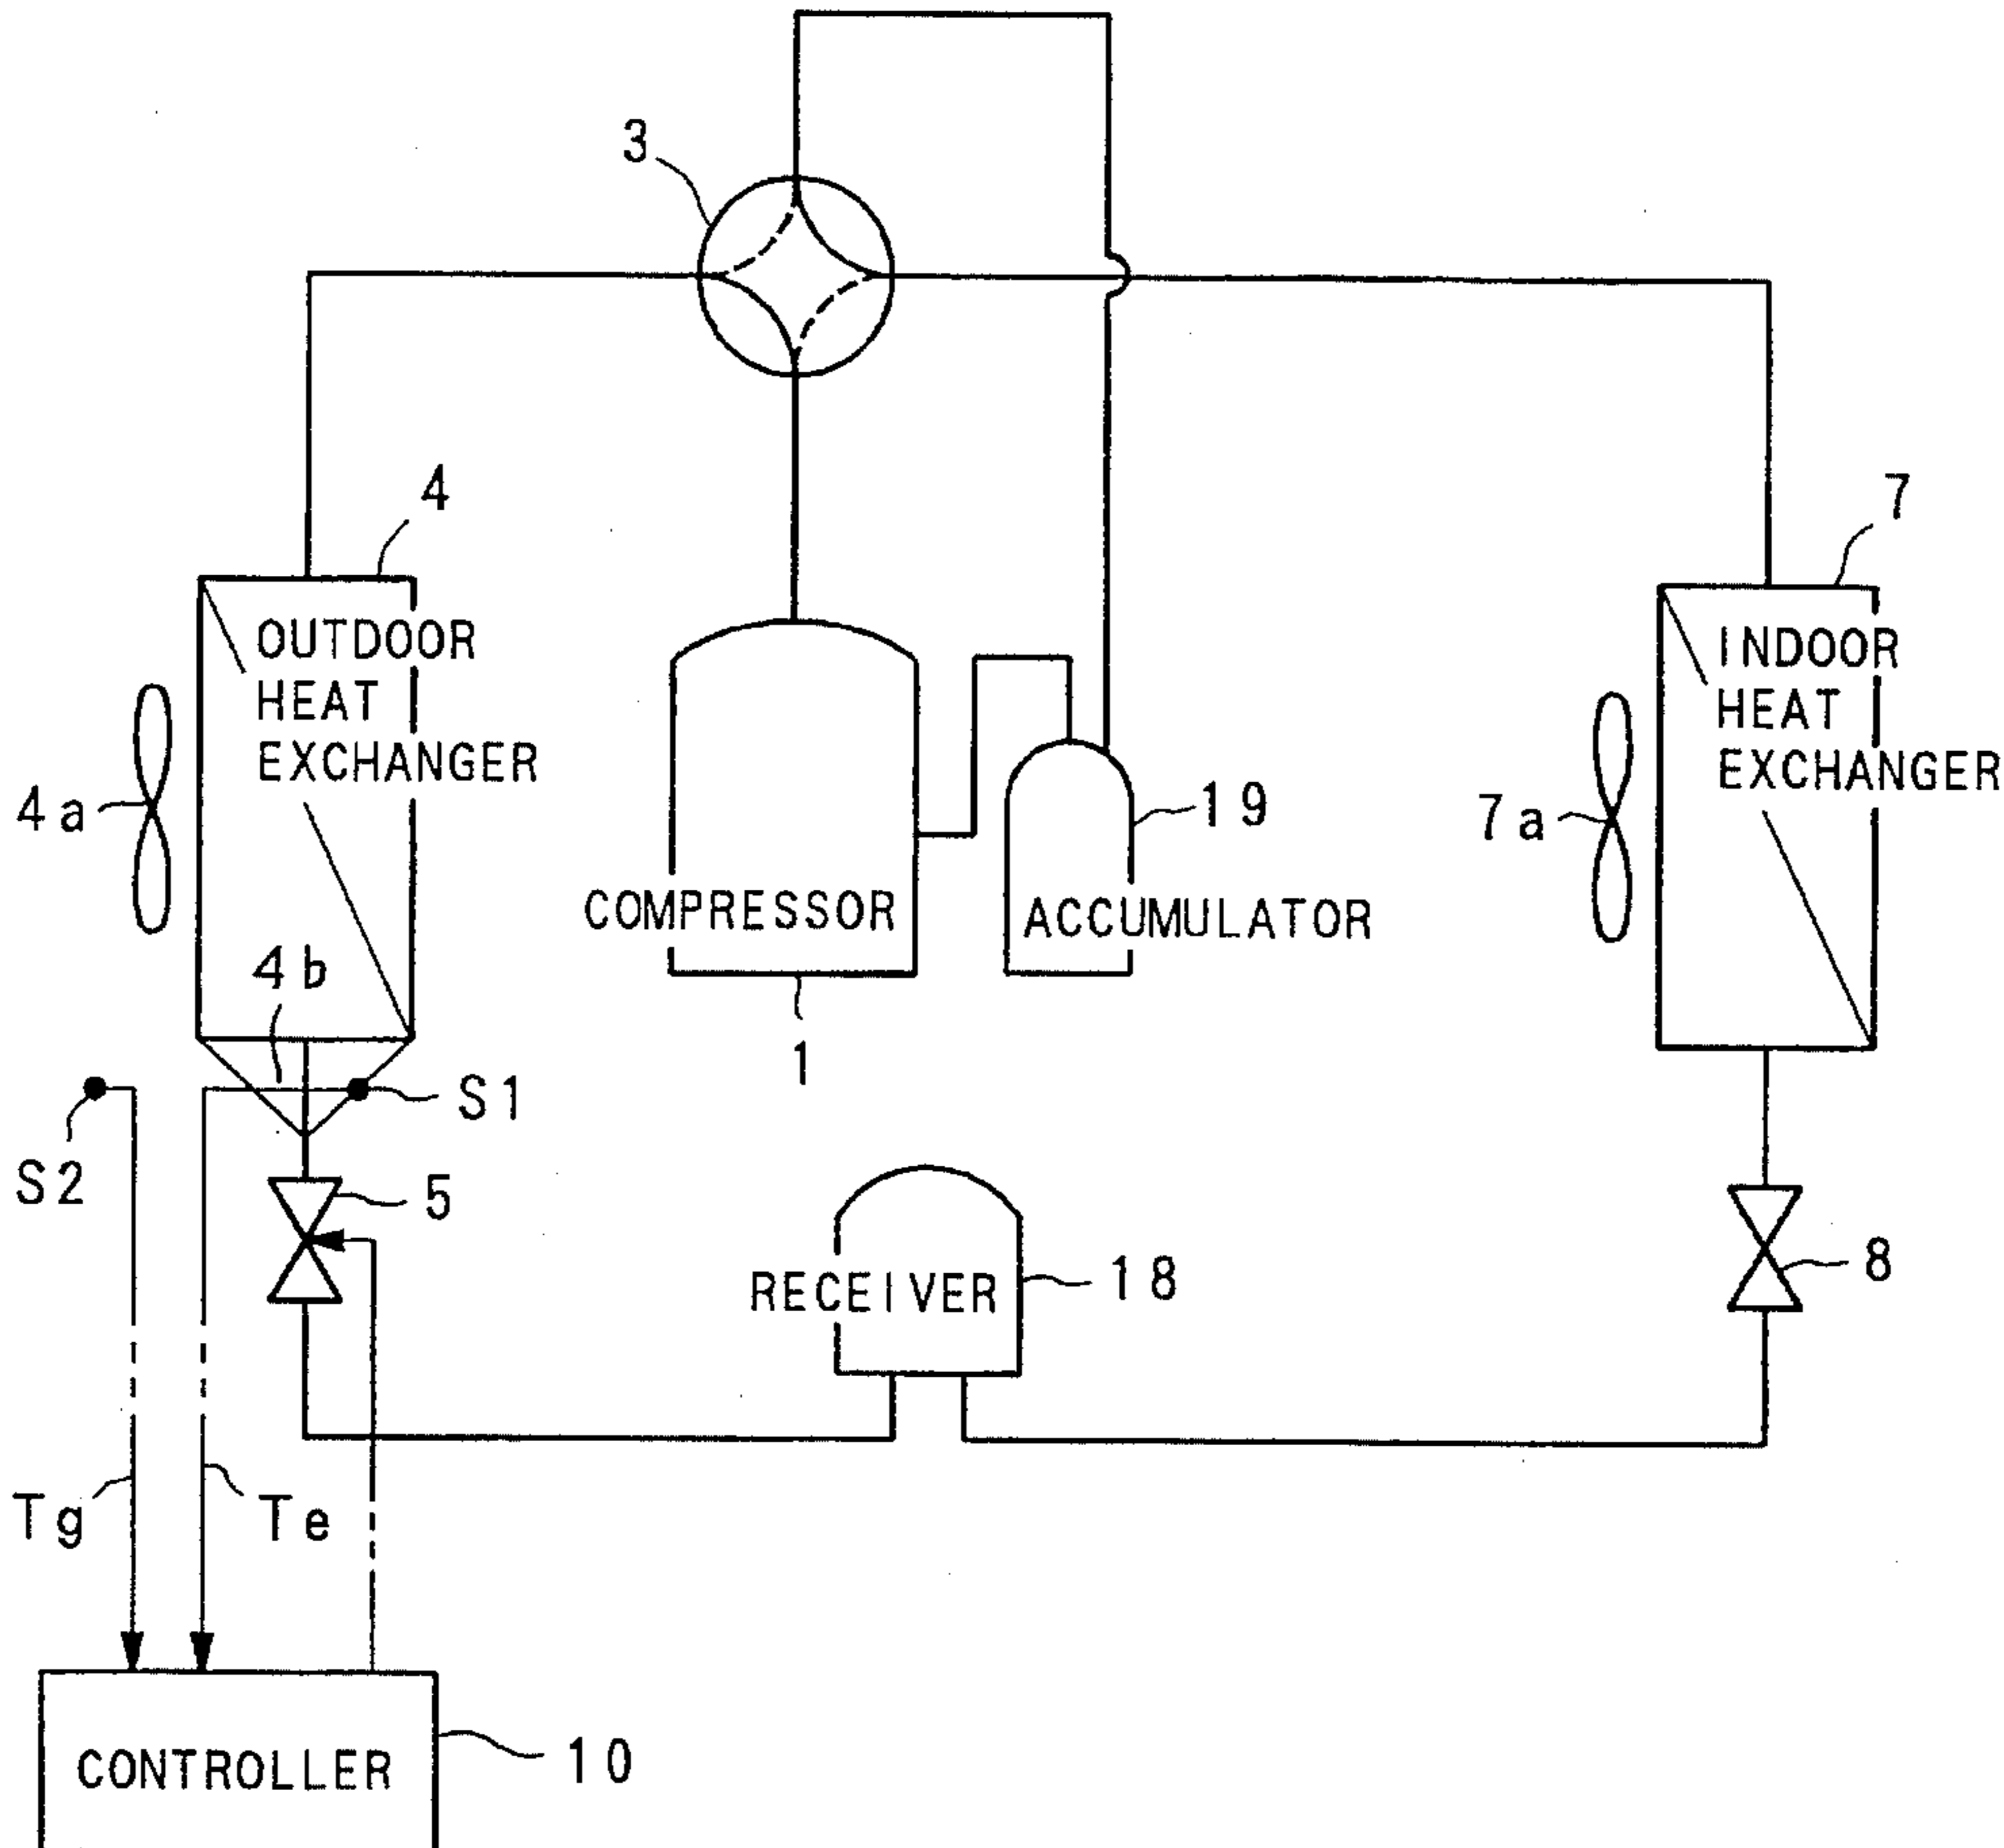 3
4
7
OUTDOOR
HEAT
EXCHANGER
INDOOR
HEAT
EXCHANGER
4a
7a
19
COMPRESSOR
ACCUMULATOR
4b
1
S1
S2
5
18
RECEIVER
8
Tg
Te
CONTROLLER
10